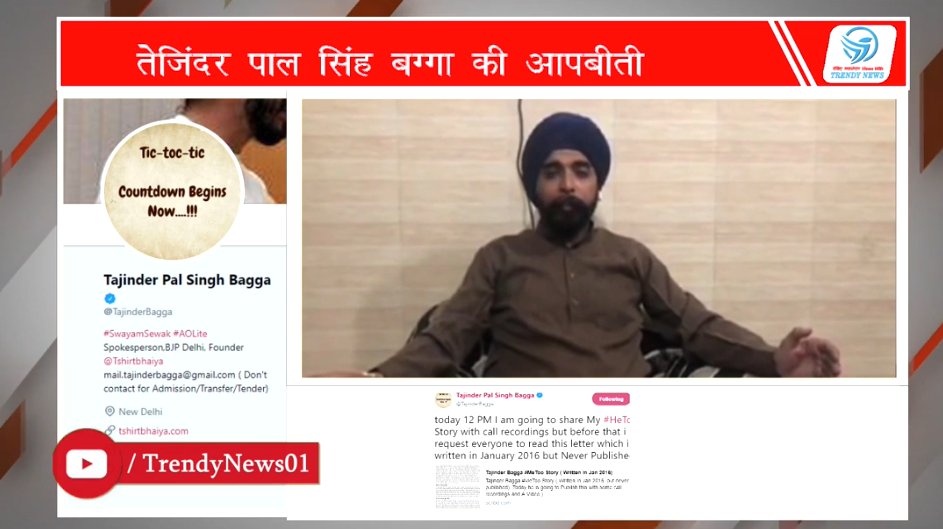 तेजिंदर पाल सिंह बग्गा की आपबीती
TRENDY NEWS
Tic-toc-tic
Countdown Begins
Now....!!!
Tajinder Pal Singh Bagga
@TajinderBagga
#SwayamSewak #AOLite
Spokesperson,BJP Delhi, Founder
@Tshirtbhaiya
mail.tajinderbagga@gmail.com ( Don't
contact for Admission/Transfer/Tender)
New Delhi
tshirtbhaiya.com
/ TrendyNews01
Tajinder Pal Singh Bagga
@TajinderBagga
Following
today 12 PM I am going to share My #HeTo
Story with call recordings but before that i
request everyone to read this letter which i
written in January 2016 but Never Publishe
Tajinder Bagga #MeToo Story ( Written in Jan 2016)
Tajinder Bagga #MeToo Story ( Written in Jan 2016 but never
published). Today he is going to Publish this with some call
recordings and A Video )